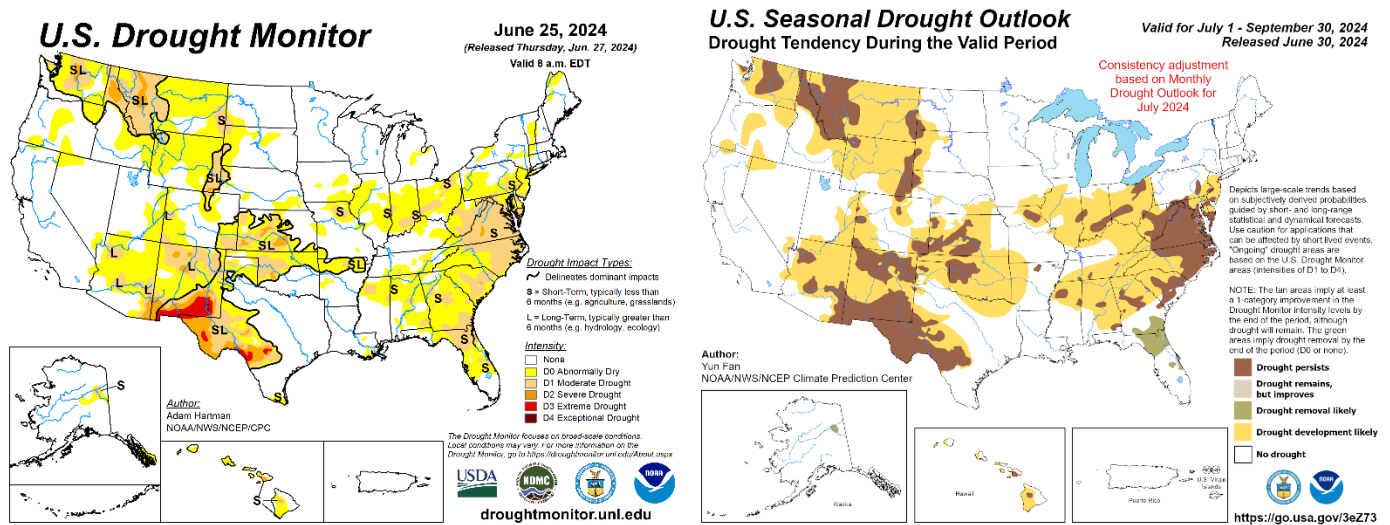 U.S. Drought Monitor
June 25, 2024
(Released Thursday, Jun. 27, 2024)
Valid 8 a.m. EDT
SL
SL
S
SL
S
S
S
S
S
L
SL
SL
S
L
L
L
L
S
S
SL
S
S
S
Drought Impact Types:
Delineates dominant impacts
S = Short-Term, typically less than
6 months (e.g. agriculture, grasslands)
L = Long-Term, typically greater than
6 months (e.g. hydrology, ecology)
Intensity:
None
D0 Abnormally Dry
D1 Moderate Drought
D2 Severe Drought
D3 Extreme Drought
D4 Exceptional Drought
S
S
Author:
Adam Hartman
NOAA/NWS/NCEP/CPC
The Drought Monitor focuses on broad-scale conditions.
Local conditions may vary. For more information on the
Drought Monitor, go to https://droughtmonitor.unl.edu/About.aspx
USDA
NDMC
NOAA
droughtmonitor.unl.edu
U.S. Seasonal Drought Outlook
Drought Tendency During the Valid Period
Valid for July 1 - September 30, 2024
Released June 30, 2024
Consistency adjustment
based on Monthly
Drought Outlook for
July 2024
Depicts large-scale trends based
on subjectively derived probabilities
guided by short- and long-range
statistical and dynamical forecasts.
Use caution for applications that
can be affected by short lived events.
"Ongoing" drought areas are
based on the U.S. Drought Monitor
areas (intensities of D1 to D4).
NOTE: The tan areas imply at least
a 1-category improvement in the
Drought Monitor intensity levels by
the end of the period, although
drought will remain. The green
areas imply drought removal by the
end of the period (D0 or none).
Author:
Yun Fan
NOAA/NWS/NCEP Climate Prediction Center
Drought persists
Drought remains,
but improves
Drought removal likely
Drought development likely
No drought
Alaska
Hawaii
Puerto Rico
U.S. Virgin
Islands
NOAA
https://go.usa.gov/3eZ73